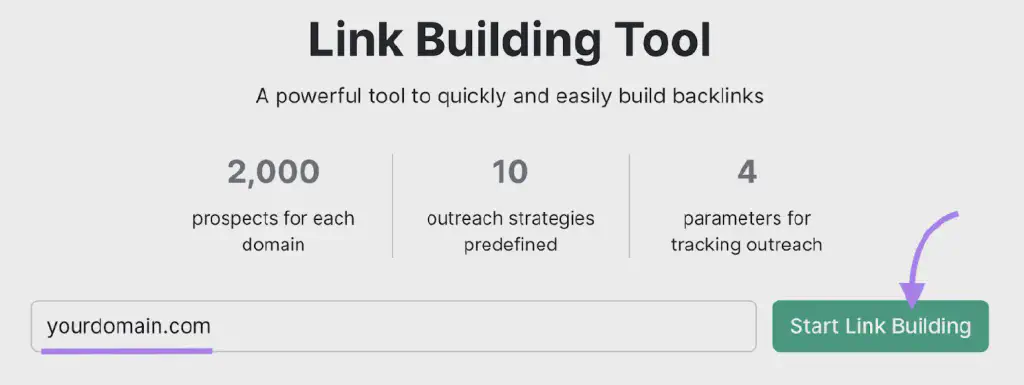 Link Building Tool
A powerful tool to quickly and easily build backlinks
2,000
prospects for each
domain
10
outreach strategies
predefined
4
parameters for
tracking outreach
yourdomain.com
Start Link Building